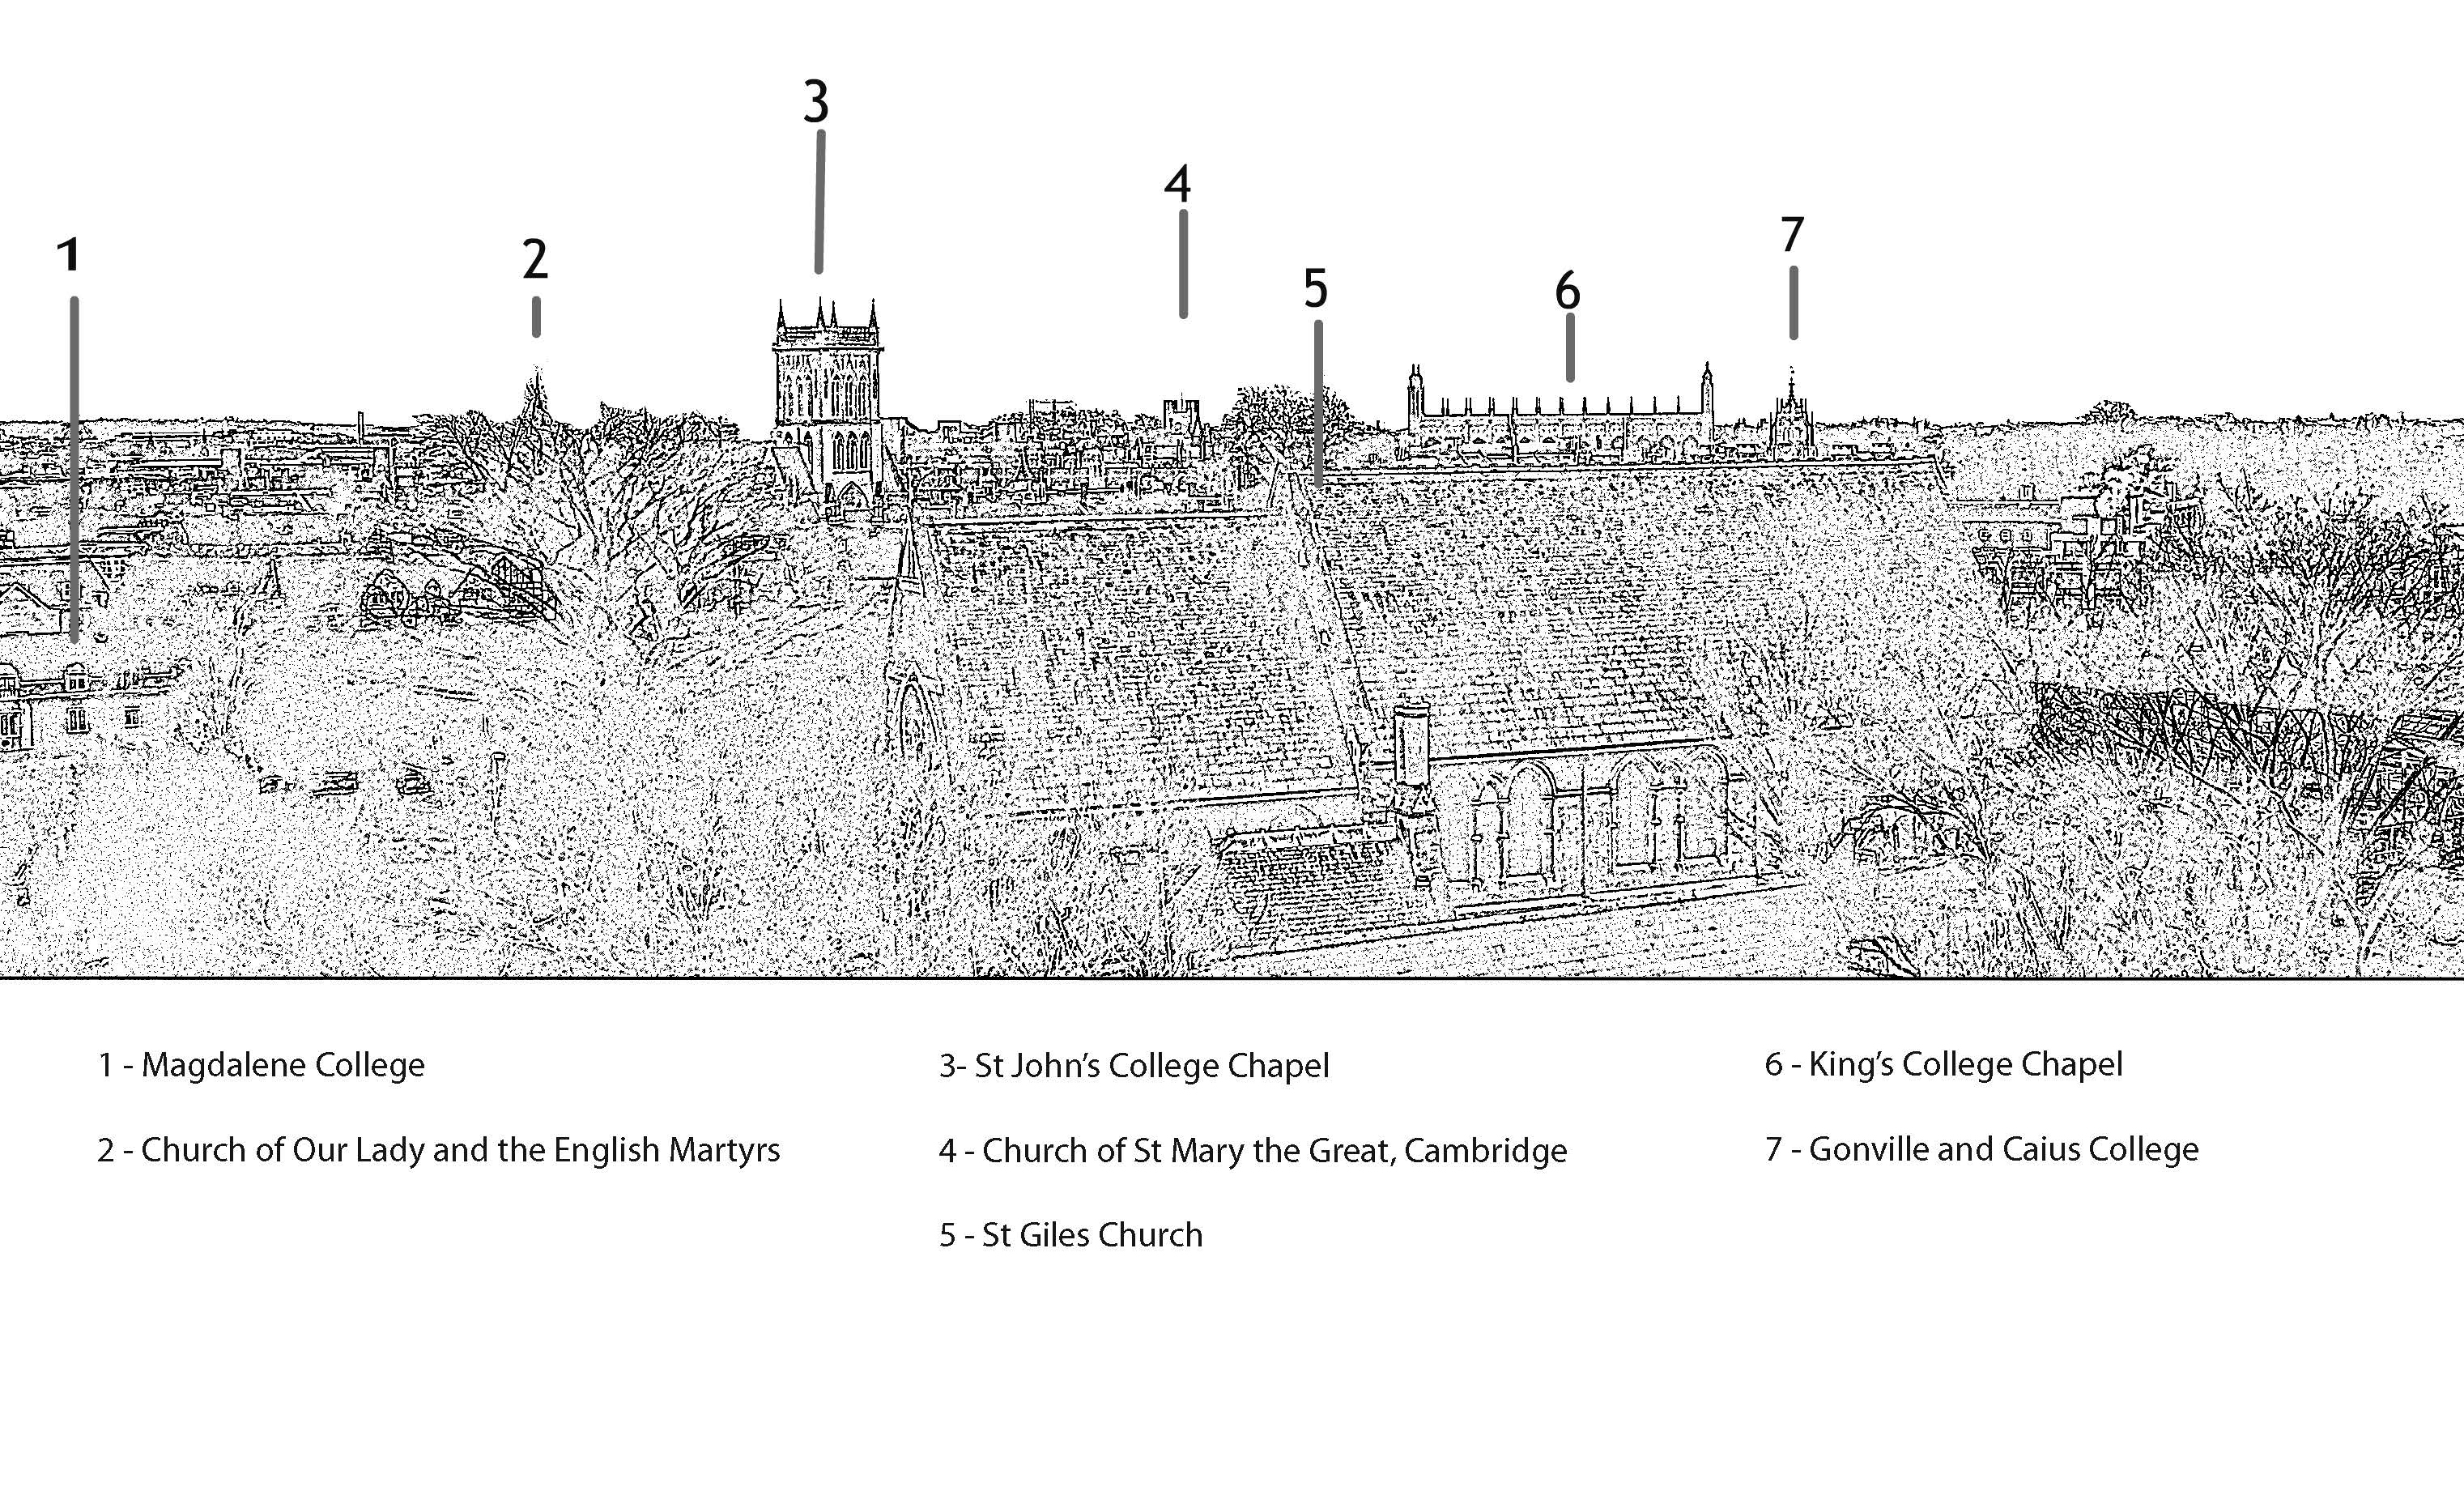 3
4
7
1
2
5
6
1 - Magdalene College
2 - Church of Our Lady and the English Martyrs
3- St John’s College Chapel
4 - Church of St Mary the Great, Cambridge
5 - St Giles Church
6 - King’s College Chapel
7 - Gonville and Caius College